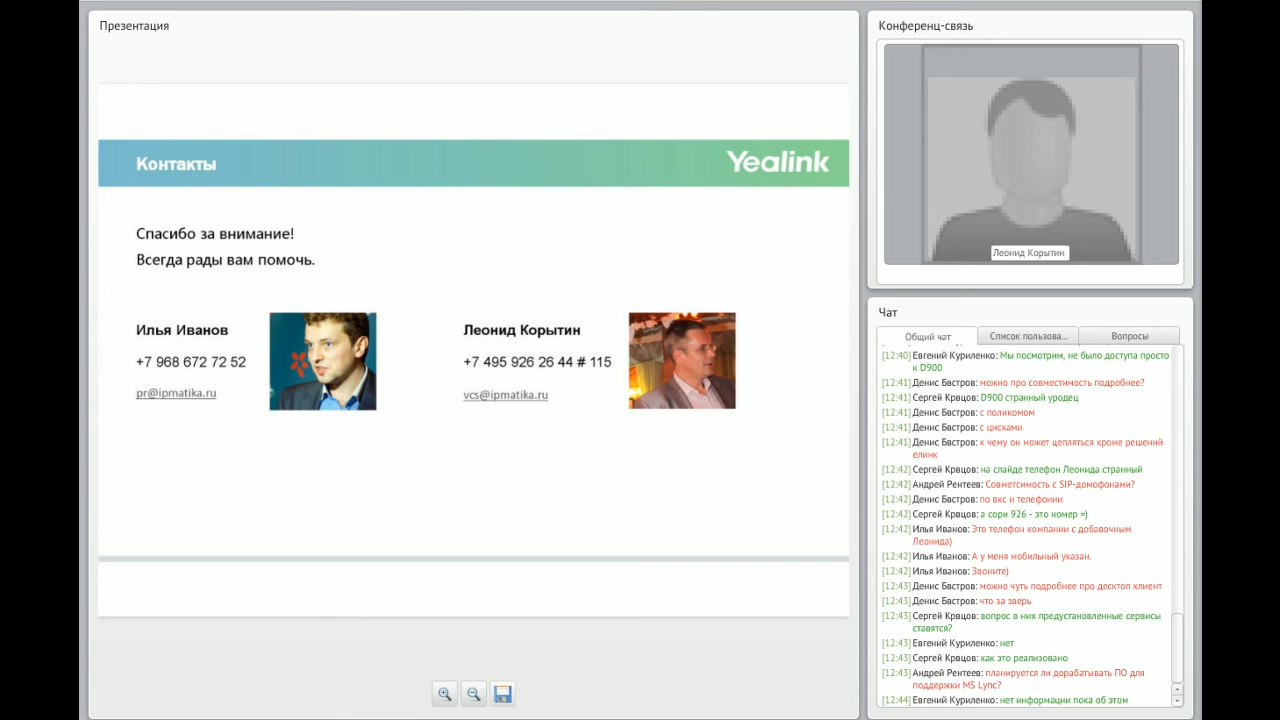 Презентация
Контакты
Yealink
Спасибо за внимание!
Всегда рады вам помочь.
Илья Иванов
+7 968 672 72 52
pr@ipmatika.ru
Леонид Корытин
+7 495 926 26 44 # 115
vcs@ipmatika.ru
Конференц-связь
Леонид Корытин
Чат
Общий чат
Список пользова...
Вопросы
[12:40] Евгений Куриленко: Мы посмотрим, не было доступа просто
к D900
[12:41] Денис Бвстров: можно про совместимость подробнее?
[12:41] Сергей Крвцов: D900 странный уродец
[12:41] Денис Бвстров: с поликомом
[12:41] Денис Бвстров: с цисками
[12:41] Денис Бвстров: к чему он может цепляться кроме решений
елинк
[12:42] Сергей Крвцов: на слайде телефон Леонида странный
[12:42] Андрей Рентеев: Совметсимость с SIP-домофонами?
[12:42] Денис Бвстров: по вкс и телефонии
[12:42] Сергей Крвцов: а сори 926 - это номер =)
[12:42] Илья Иванов: Это телефон компании с добавочным
Леонида)
[12:42] Илья Иванов: А у меня мобильный указан.
[12:42] Илья Иванов: Звоните)
[12:43] Денис Бвстров: можно чуть подробнее про десктоп хлиент
[12:43] Денис Бвстров: что за зверь
[12:43] Сергей Крвцов: вопрос в них предустановленные сервисы
ставятся?
[12:43] Евгений Куриленко: нет
[12:43] Сергей Крвцов: как это реализовано
[12:43] Андрей Рентеев: планируется ли дорабатывать ПО для
поддержки MS Lync?
[12:44] Евгений Куриленко: нет информации пока об этом